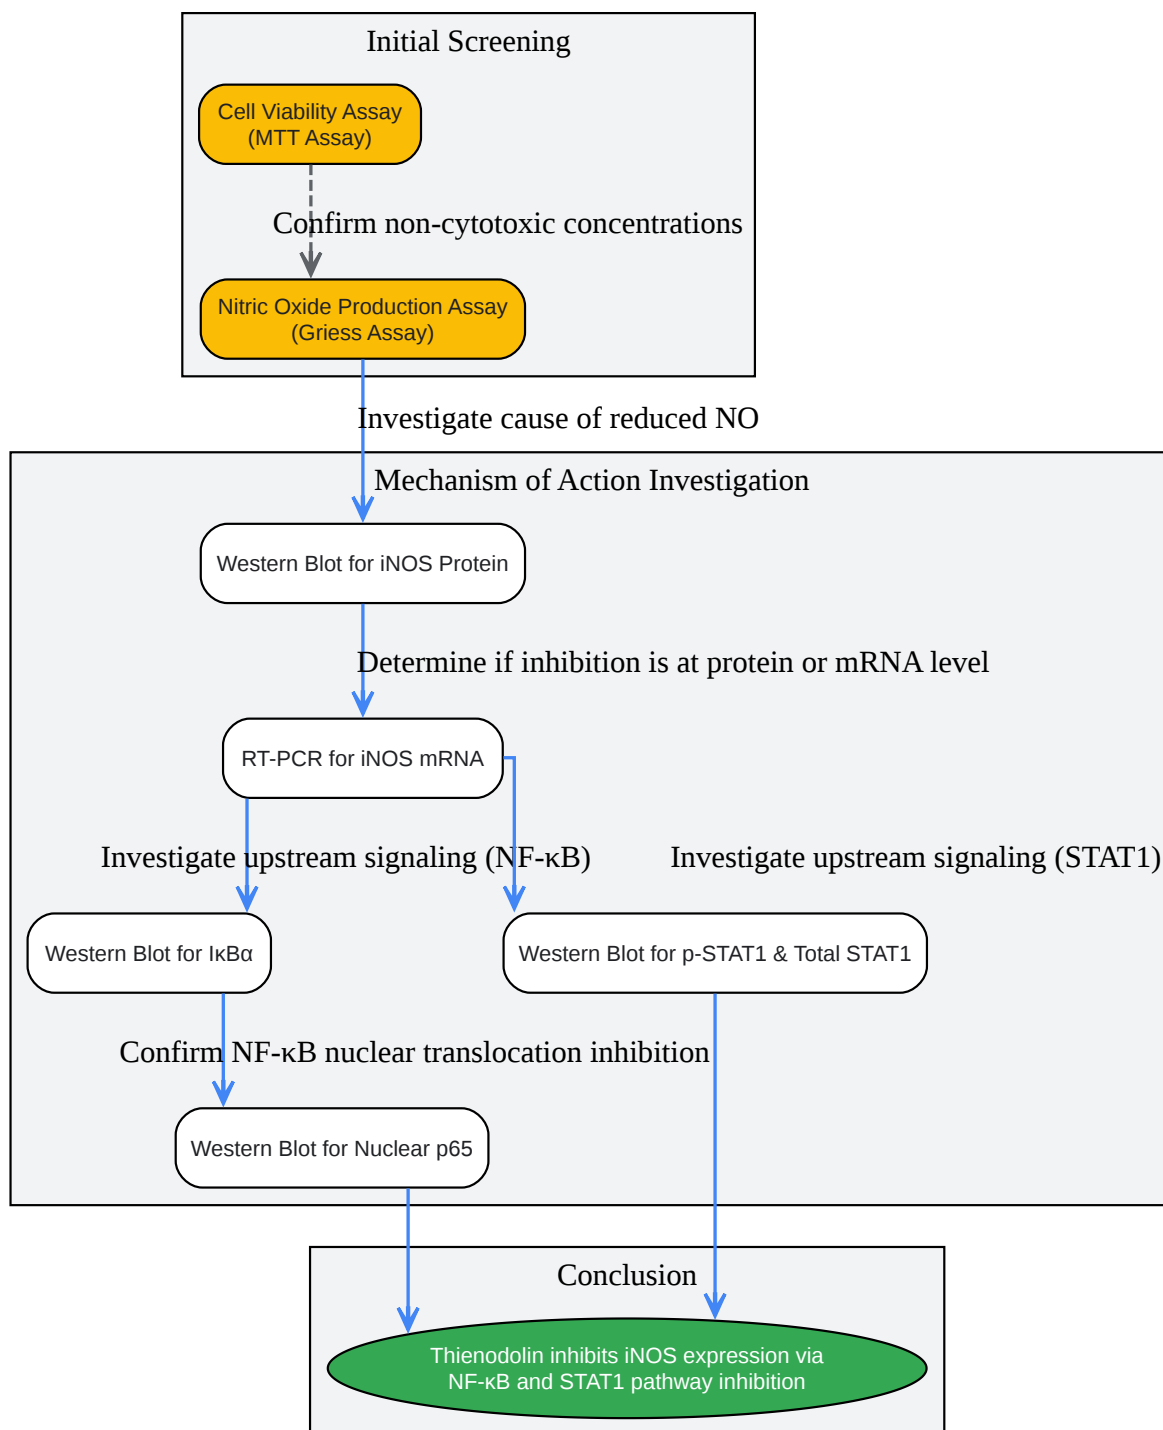 Initial Screening
Cell Viability Assay
(MTT Assay)
Confirm non-cytotoxic concentrations
Nitric Oxide Production Assay
(Griess Assay)
Investigate cause of reduced NO
Mechanism of Action Investigation
Western Blot for iNOS Protein
Determine if inhibition is at protein or mRNA level
RT-PCR for iNOS mRNA
Investigate upstream signaling (NF-κB)
Investigate upstream signaling (STAT1)
Western Blot for IκBα
Western Blot for p-STAT1 & Total STAT1
Confirm NF-κB nuclear translocation inhibition
Western Blot for Nuclear p65
Conclusion
Thienodolin inhibits iNOS expression via
NF-κB and STAT1 pathway inhibition